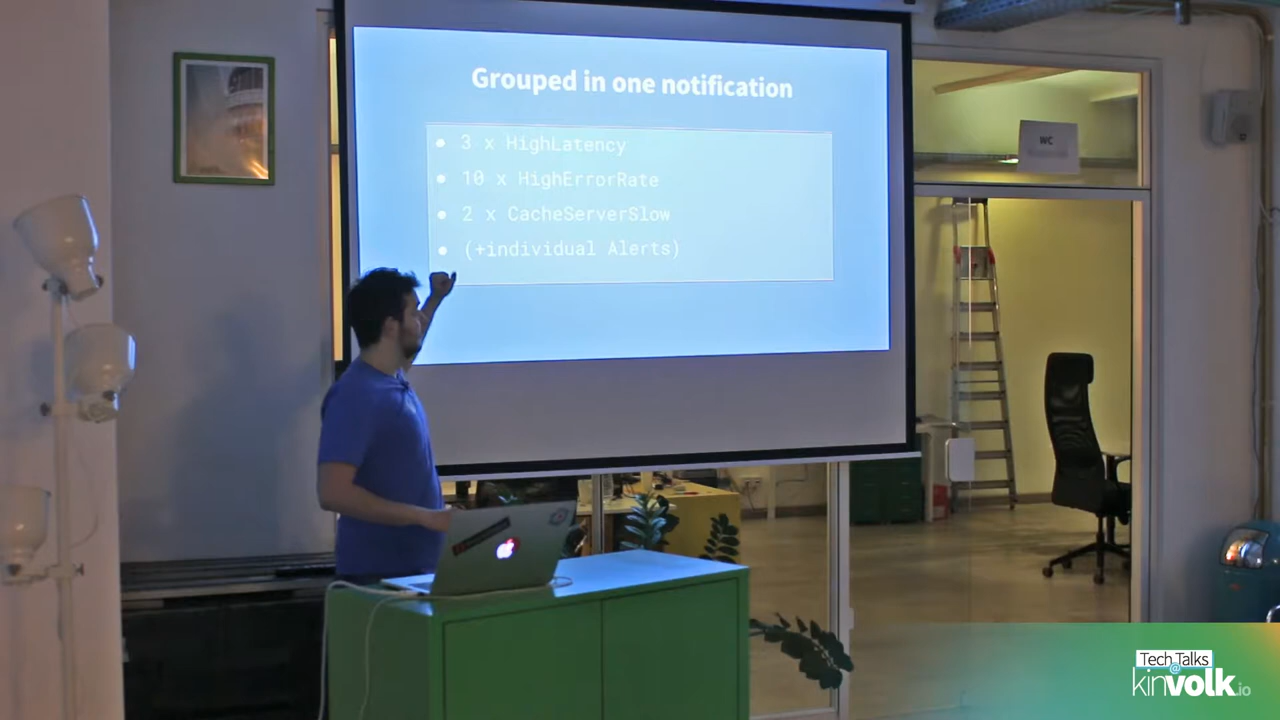 Grouped in one notification
● 3 x HighLatency
● 10 x HighErrorRate
● 2 x CacheServerSlow
● (+individual Alerts)
WC
Tech Talks
@
kinvolk.io